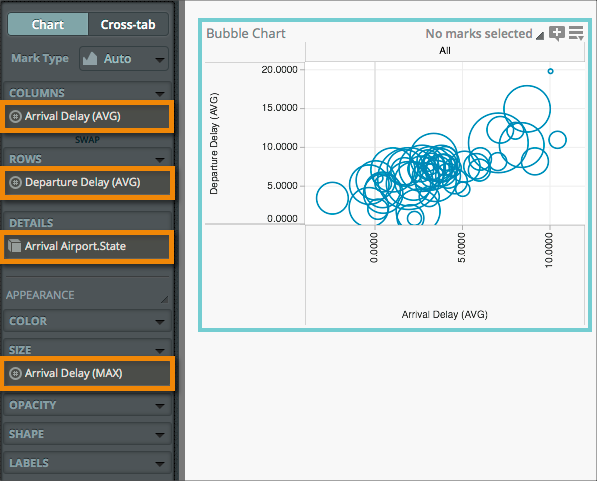 Chart Cross-tab
Mark Type Auto
COLUMNS
Arrival Delay (AVG)
SWAP
ROWS
Departure Delay (AVG)
DETAILS
Arrival Airport.State
APPEARANCE
COLOR
SIZE
Arrival Delay (MAX)
OPACITY
SHAPE
LABELS
Bubble Chart No marks selected
All
Departure Delay (AVG)
20.0000
15.0000
10.0000
5.0000
0.0000
0.0000 5.0000 10.0000
Arrival Delay (AVG)